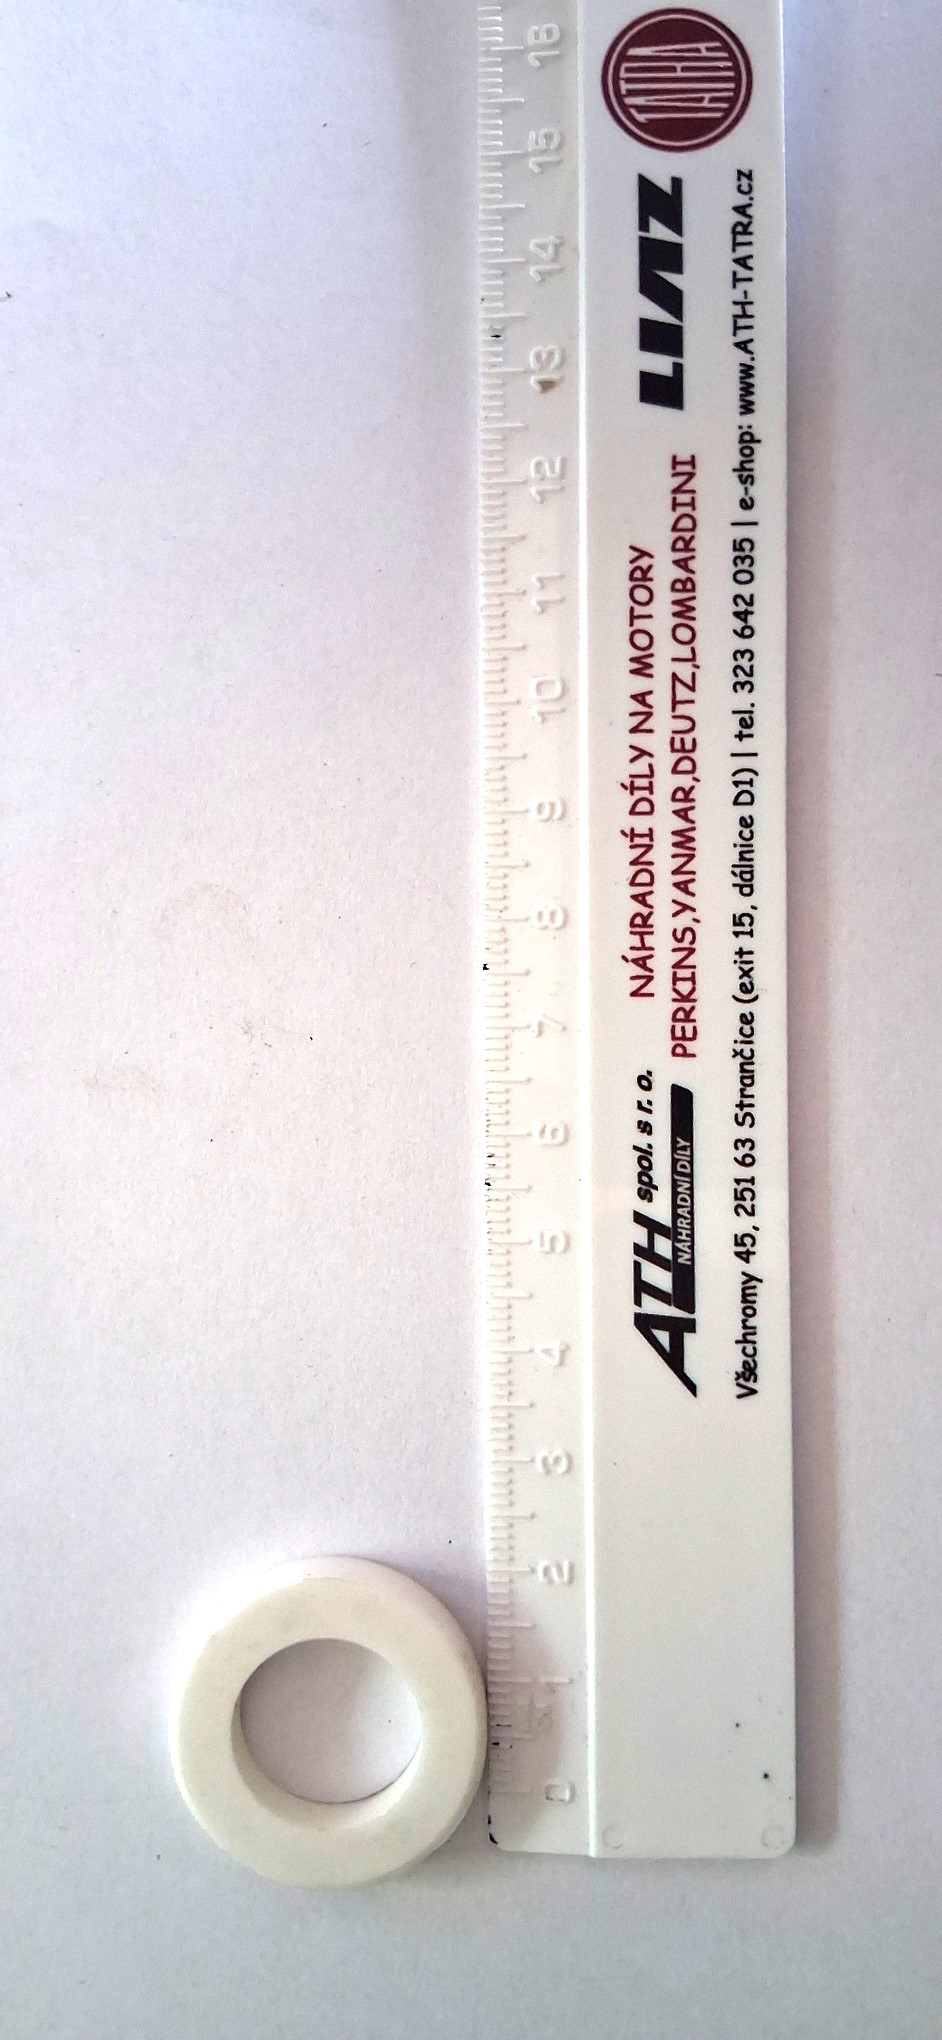 ATH spol. s r. o.
NÁHRADNÍ DÍLY
NÁHRADNÍ DÍLY NA MOTORY
PERKINS,YANMAR,DEUTZ,LOMBARDINI
LIAZ
TATRA
Všechromy 45, 251 63 Strančice (exit 15, dálnice D1) | tel. 323 642 035 | e-shop: www.ATH-TATRA.cz
0 1 2 3 4 5 6 7 8 9 10 11 12 13 14 15 16